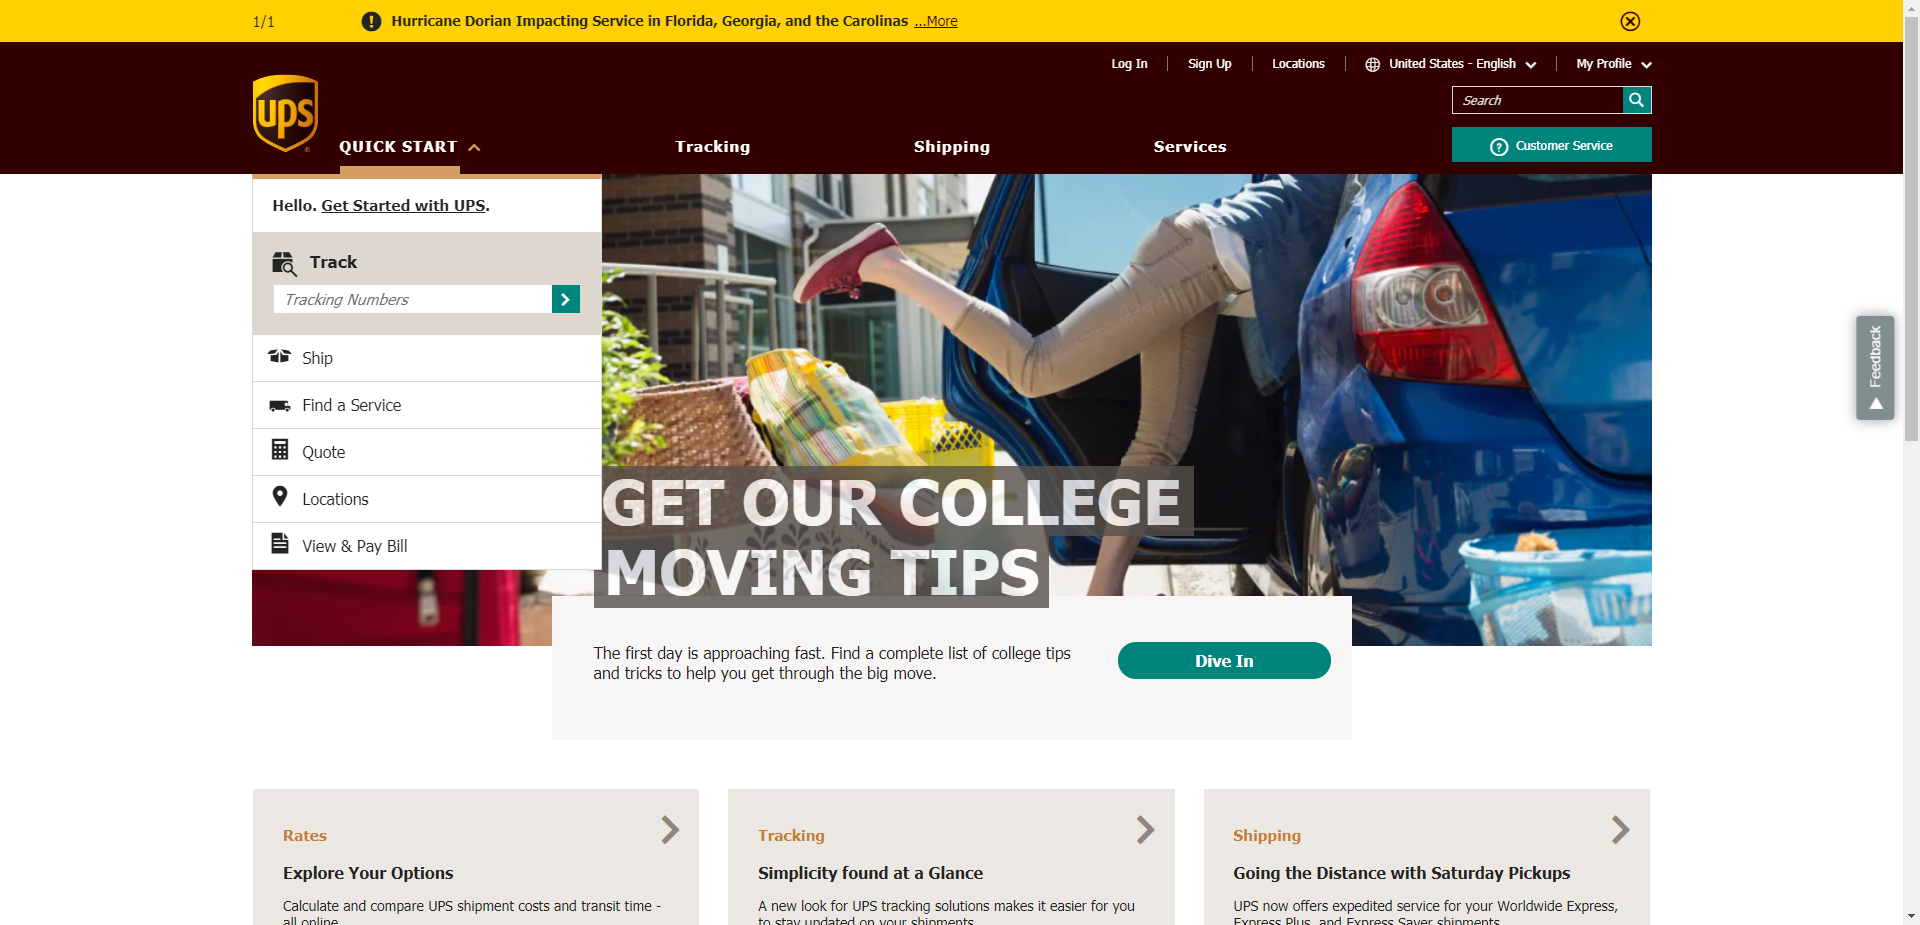 1/1
Hurricane Dorian Impacting Service in Florida, Georgia, and the Carolinas ...More
Log In
Sign Up
Locations
United States - English
My Profile
ups
Search
QUICK START
Tracking
Shipping
Services
Customer Service
Hello. Get Started with UPS.
Track
Tracking Numbers
Ship
Find a Service
Quote
Locations
View & Pay Bill
Feedback
GET OUR COLLEGE
MOVING TIPS
The first day is approaching fast. Find a complete list of college tips
and tricks to help you get through the big move.
Dive In
Rates
Explore Your Options
Calculate and compare UPS shipment costs and transit time -
all online.
Tracking
Simplicity found at a Glance
A new look for UPS tracking solutions makes it easier for you
to stay updated on your shipments.
Shipping
Going the Distance with Saturday Pickups
UPS now offers expedited service for your Worldwide Express,
Express Plus, and Express Saver shipments.